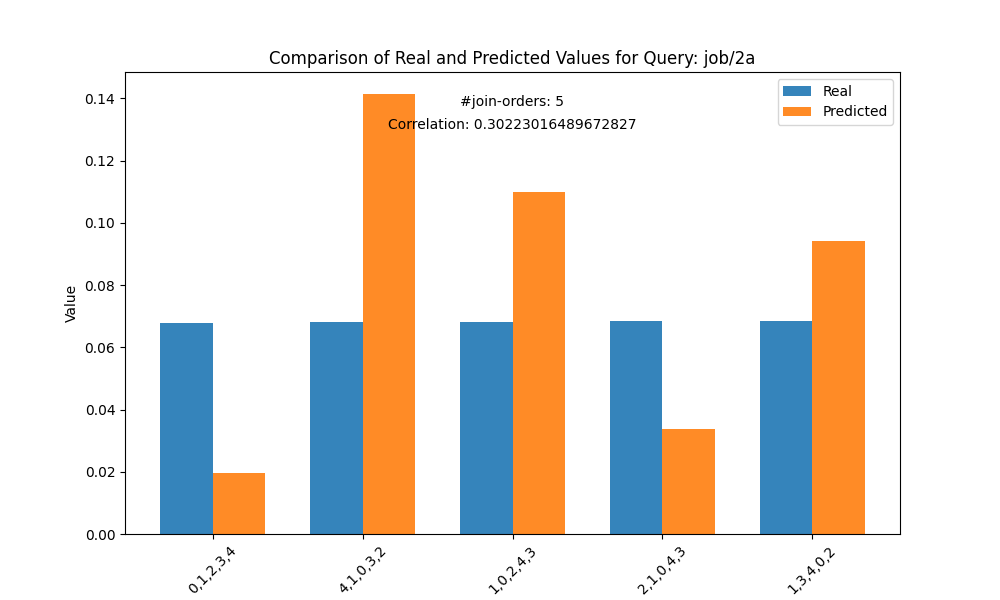 Comparison of Real and Predicted Values for Query: job/2a
#join-orders: 5
Correlation: 0.30223016489672827
Real
Predicted
Value
0.14
0.12
0.10
0.08
0.06
0.04
0.02
0.00
0,1,2,3,4
4,1,0,3,2
1,0,2,4,3
2,1,0,4,3
1,3,4,0,2